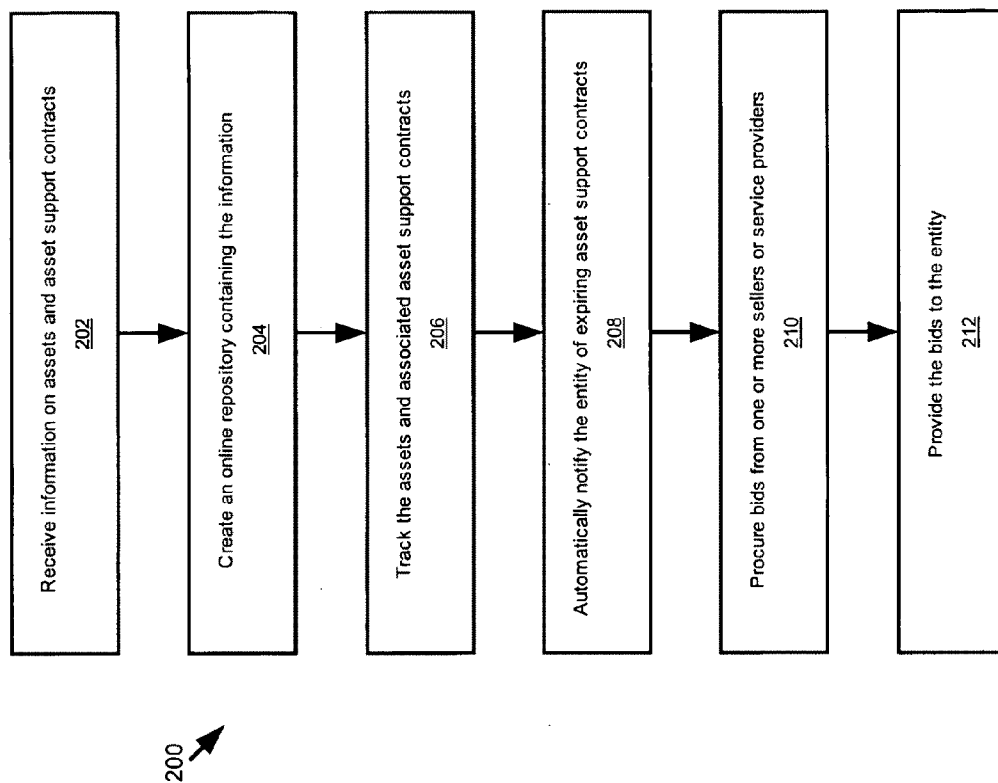 200
Receive information on assets and asset support contracts
202
Create an online repository containing the information
204
Track the assets and associated asset support contracts
206
Automatically notify the entity of expiring asset support contracts
208
Procure bids from one or more sellers or service providers
210
Provide the bids to the entity
212